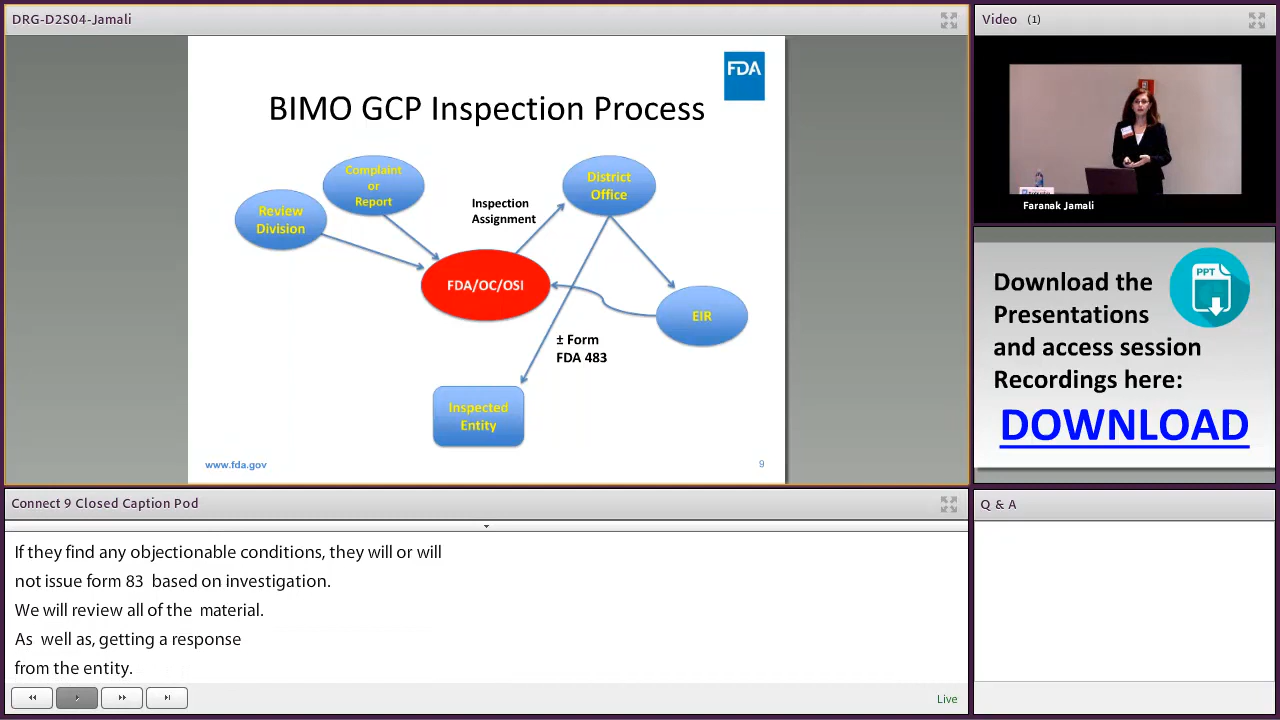 DRG-D2S04-Jamali
FDA
BIMO GCP Inspection Process
Complaint
or
Report
Review
Division
Inspection
Assignment
District
Office
FDA/OC/OSI
EIR
± Form
FDA 483
Inspected
Entity
www.fda.gov
9
Video (1)
Faranak Jamali
Download the
Presentations
and access session
Recordings here:
DOWNLOAD
PPT
Connect 9 Closed Caption Pod
If they find any objectionable conditions, they will or will
not issue form 83 based on investigation.
We will review all of the material.
As well as, getting a response
from the entity.
Live
Q & A